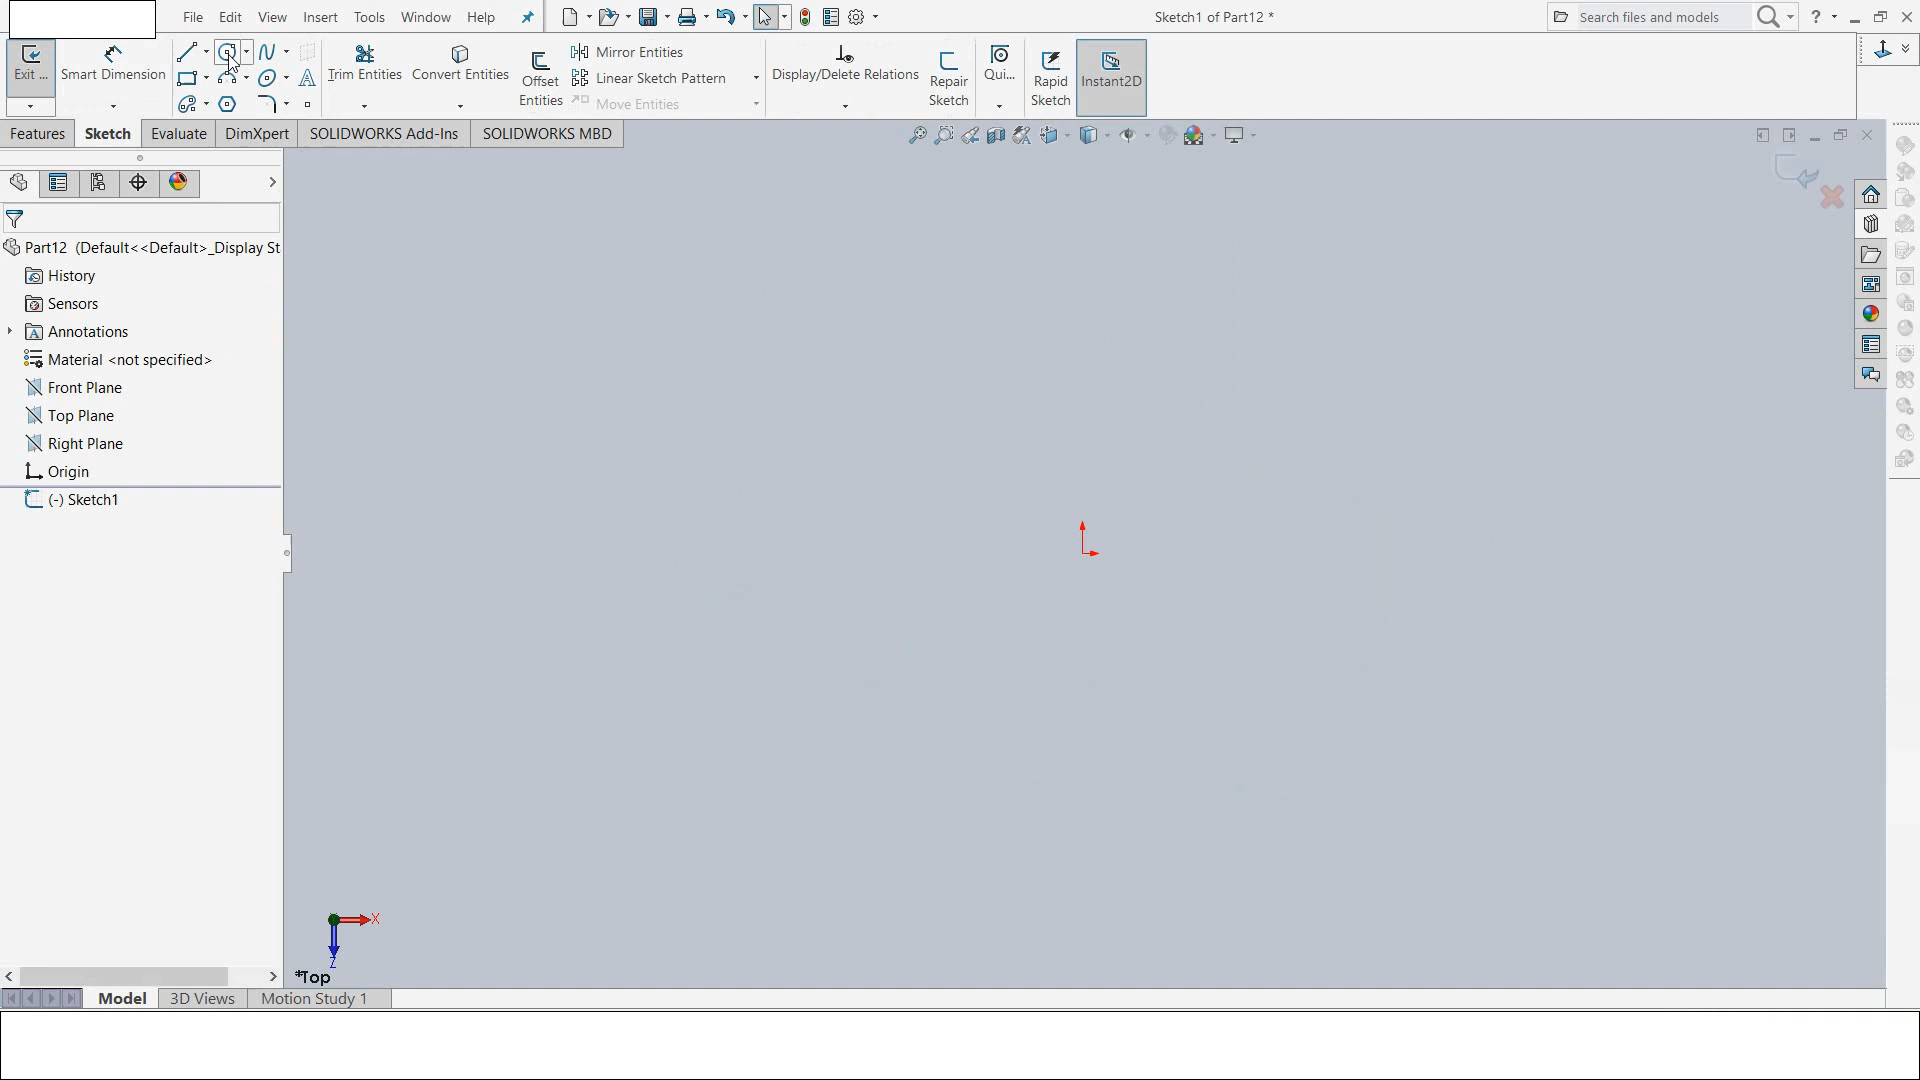 File Edit View Insert Tools Window Help Sketch1 of Part12 * Search files and models ?
Exit ... Smart Dimension Trim Entities Convert Entities Offset Entities Mirror Entities Linear Sketch Pattern Move Entities Display/Delete Relations Repair Sketch Qui... Rapid Sketch Instant2D
Features Sketch Evaluate DimXpert SOLIDWORKS Add-Ins SOLIDWORKS MBD
Part12 (Default<<Default>_Display St
History
Sensors
Annotations
Material <not specified>
Front Plane
Top Plane
Right Plane
Origin
(-) Sketch1
X
Z
*Top
Model 3D Views Motion Study 1